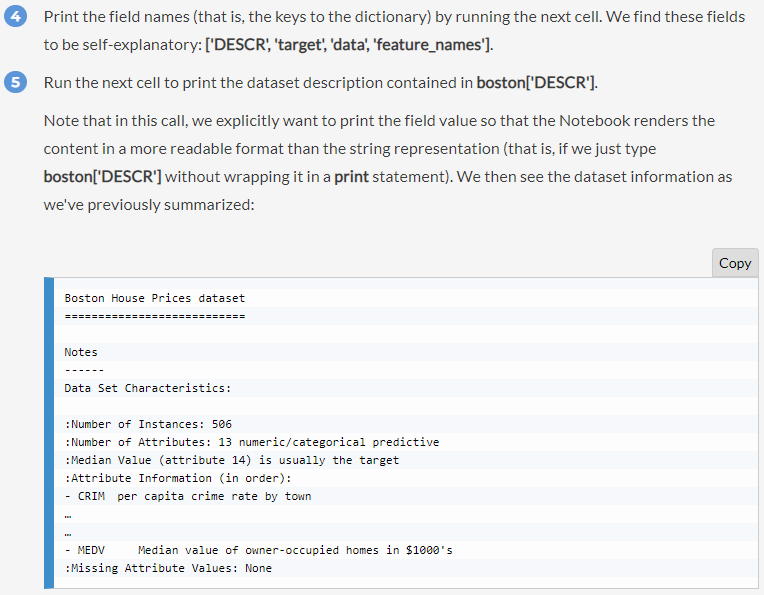 4 Print the field names (that is, the keys to the dictionary) by running the next cell. We find these fields
to be self-explanatory: ['DESCR', 'target', 'data', 'feature_names'].
5 Run the next cell to print the dataset description contained in boston['DESCR'].
Note that in this call, we explicitly want to print the field value so that the Notebook renders the
content in a more readable format than the string representation (that is, if we just type
boston['DESCR'] without wrapping it in a print statement). We then see the dataset information as
we've previously summarized:
Copy
Boston House Prices dataset
===========================
Notes
------
Data Set Characteristics:
:Number of Instances: 506
:Number of Attributes: 13 numeric/categorical predictive
:Median Value (attribute 14) is usually the target
:Attribute Information (in order):
- CRIM  per capita crime rate by town
…
…
- MEDV     Median value of owner-occupied homes in $1000's
:Missing Attribute Values: None